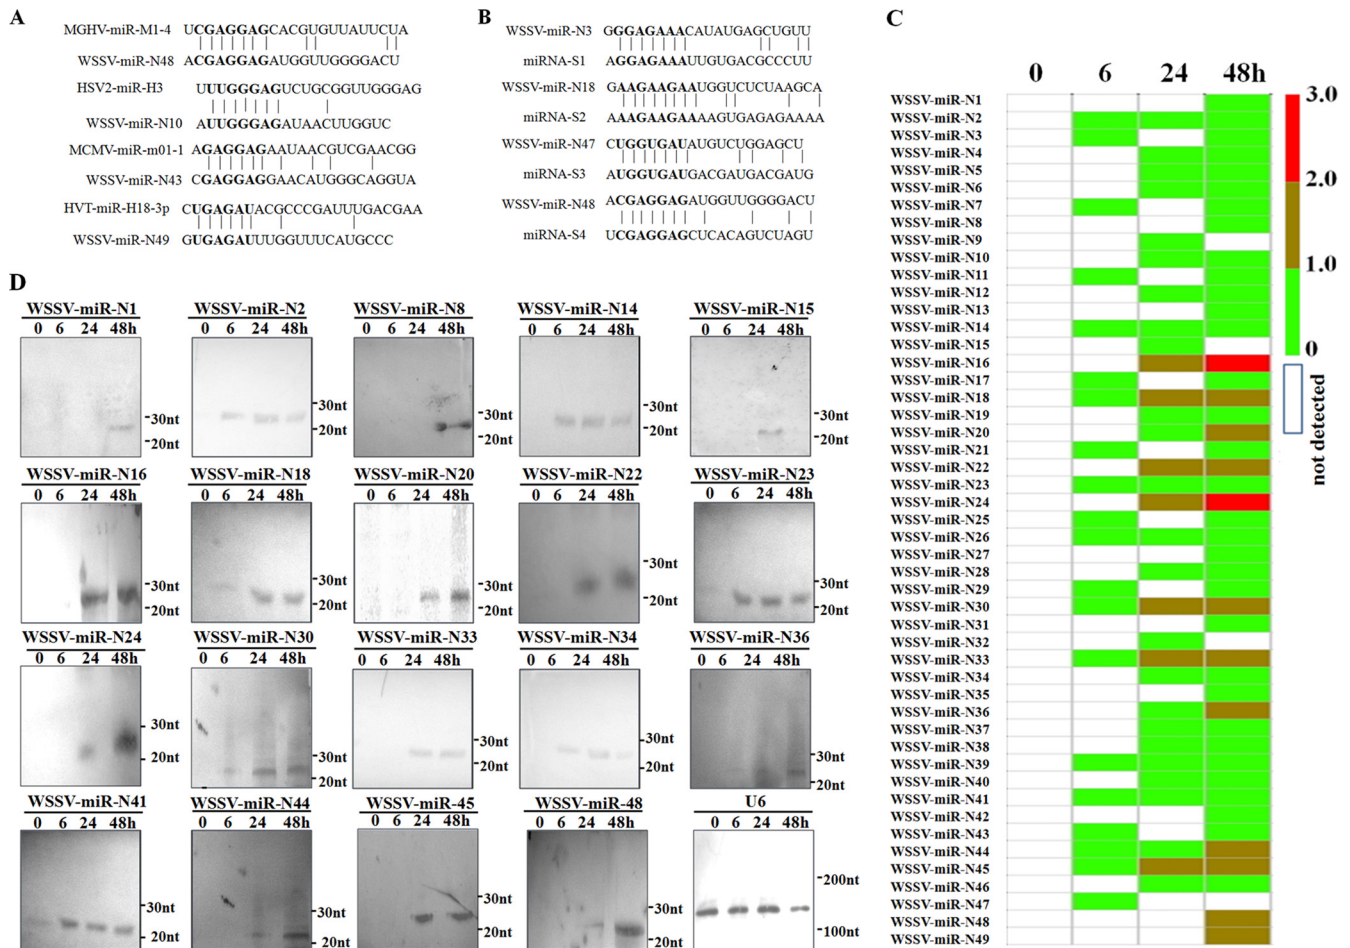 A
MGHV-miR-M1-4 UCGAGGAGCACGUGUUAUUCUA
WSSV-miR-N48 ACGAGGAGAUGGUUGGGGACU
HSV2-miR-H3 UUUGGGAGUCUGCGGUUGGGAG
WSSV-miR-N10 AUUGGGAGAUAACUUGGUC
MCMV-miR-m01-1 AGAGGAGAAUAACGUCGAACGG
WSSV-miR-N43 CGAGGAGGAACAUGGGCAGGUA
HVT-miR-H18-3p CUGAGAUACGCCCGAUUUGACGAA
WSSV-miR-N49 GUGAGAUUUGGUUUCAUGCCC
B
WSSV-miR-N3 GGGAGAAACAUAUGAGCUGUU
miRNA-S1 AGGAGAAAUUGUGACGCCCUU
WSSV-miR-N18 GAAGAAGAAUGGUCUCUAAGCA
miRNA-S2 AAAGAAGAAAAGUGAGAGAAAA
WSSV-miR-N47 CUGGUGAUAUGUCUGGAGCU
miRNA-S3 AUGGUGAUGACGAUGACGAUG
WSSV-miR-N48 ACGAGGAGAUGGUUGGGGACU
miRNA-S4 UCGAGGAGCUCACAGUCUAGU
C
0 6 24 48h
WSSV-miR-N1
WSSV-miR-N2
WSSV-miR-N3
WSSV-miR-N4
WSSV-miR-N5
WSSV-miR-N6
WSSV-miR-N7
WSSV-miR-N8
WSSV-miR-N9
WSSV-miR-N10
WSSV-miR-N11
WSSV-miR-N12
WSSV-miR-N13
WSSV-miR-N14
WSSV-miR-N15
WSSV-miR-N16
WSSV-miR-N17
WSSV-miR-N18
WSSV-miR-N19
WSSV-miR-N20
WSSV-miR-N21
WSSV-miR-N22
WSSV-miR-N23
WSSV-miR-N24
WSSV-miR-N25
WSSV-miR-N26
WSSV-miR-N27
WSSV-miR-N28
WSSV-miR-N29
WSSV-miR-N30
WSSV-miR-N31
WSSV-miR-N32
WSSV-miR-N33
WSSV-miR-N34
WSSV-miR-N35
WSSV-miR-N36
WSSV-miR-N37
WSSV-miR-N38
WSSV-miR-N39
WSSV-miR-N40
WSSV-miR-N41
WSSV-miR-N42
WSSV-miR-N43
WSSV-miR-N44
WSSV-miR-N45
WSSV-miR-N46
WSSV-miR-N47
WSSV-miR-N48
WSSV-miR-N49
3.0
2.0
1.0
0
not detected
D
WSSV-miR-N1 WSSV-miR-N2 WSSV-miR-N8 WSSV-miR-N14 WSSV-miR-N15
0 6 24 48h 0 6 24 48h 0 6 24 48h 0 6 24 48h 0 6 24 48h
30nt 30nt 30nt 30nt 30nt
20nt 20nt 20nt 20nt 20nt
WSSV-miR-N16 WSSV-miR-N18 WSSV-miR-N20 WSSV-miR-N22 WSSV-miR-N23
0 6 24 48h 0 6 24 48h 0 6 24 48h 0 6 24 48h 0 6 24 48h
30nt 30nt 30nt 30nt 30nt
20nt 20nt 20nt 20nt 20nt
WSSV-miR-N24 WSSV-miR-N30 WSSV-miR-N33 WSSV-miR-N34 WSSV-miR-N36
0 6 24 48h 0 6 24 48h 0 6 24 48h 0 6 24 48h 0 6 24 48h
30nt 30nt 30nt 30nt 30nt
20nt 20nt 20nt 20nt 20nt
WSSV-miR-N41 WSSV-miR-N44 WSSV-miR-45 WSSV-miR-48 U6
0 6 24 48h 0 6 24 48h 0 6 24 48h 0 6 24 48h 0 6 24 48h
30nt 30nt 30nt 30nt 200nt
20nt 20nt 20nt 20nt 100nt